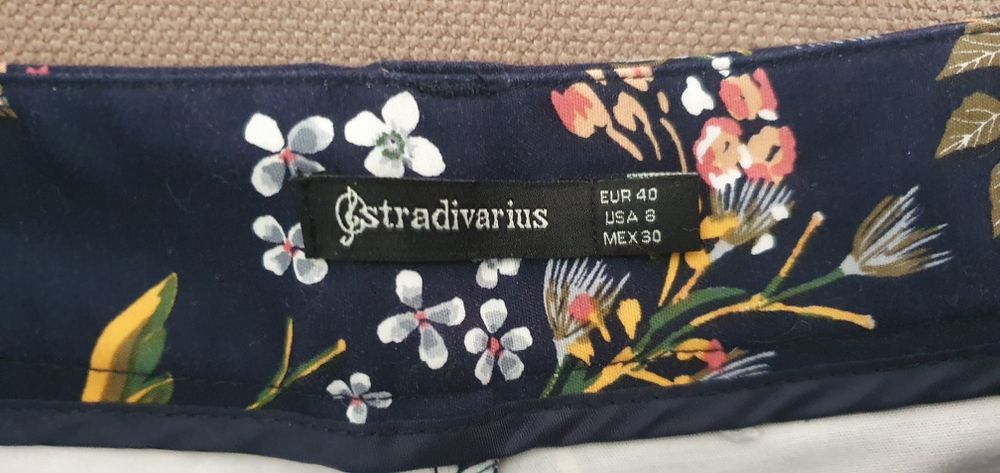 stradivarius
EUR 40
USA 8
MEX 30